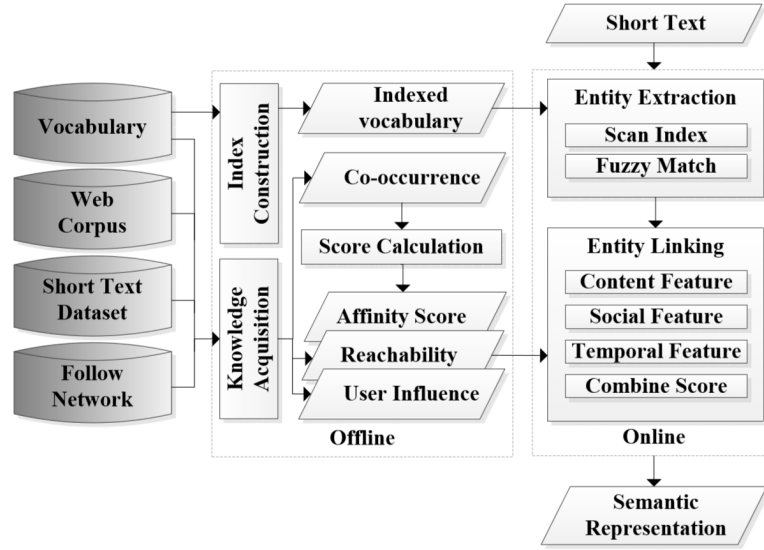 Short Text
Vocabulary
Web
Corpus
Short Text
Dataset
Follow
Network
Index
Construction
Knowledge
Acquisition
Indexed
vocabulary
Co-occurrence
Score Calculation
Affinity Score
Reachability
User Influence
Offline
Entity Extraction
Scan Index
Fuzzy Match
Entity Linking
Content Feature
Social Feature
Temporal Feature
Combine Score
Online
Semantic
Representation